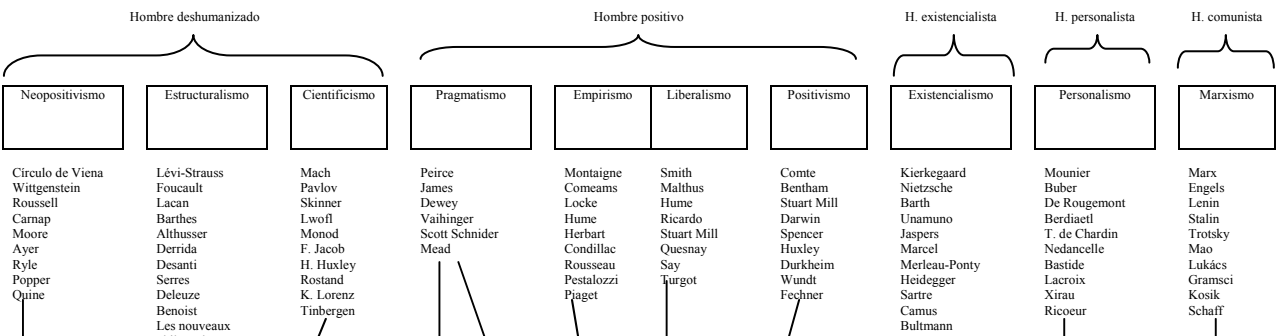 Hombre deshumanizado
Hombre positivo
H. existencialista
H. personalista
H. comunista
Neopositivismo
Estructuralismo
Cientificismo
Pragmatismo
Empirismo
Liberalismo
Positivismo
Existencialismo
Personalismo
Marxismo
Círculo de Viena
Wittgenstein
Roussell
Carnap
Moore
Ayer
Ryle
Popper
Quine
Lévi-Strauss
Foucault
Lacan
Barthes
Althusser
Derrida
Desanti
Serres
Deleuze
Benoist
Les nouveaux
Mach
Pavlov
Skinner
Lwofl
Monod
F. Jacob
H. Huxley
Rostand
K. Lorenz
Tinbergen
Peirce
James
Dewey
Vaihinger
Scott Schnider
Mead
Montaigne
Comeams
Locke
Hume
Herbart
Condillac
Rousseau
Pestalozzi
Piaget
Smith
Malthus
Hume
Ricardo
Stuart Mill
Quesnay
Say
Turgot
Comte
Bentham
Stuart Mill
Darwin
Spencer
Huxley
Durkheim
Wundt
Fechner
Kierkegaard
Nietzsche
Barth
Unamuno
Jaspers
Marcel
Merleau-Ponty
Heidegger
Sartre
Camus
Bultmann
Mounier
Buber
De Rougemont
Berdiaetl
T. de Chardin
Nedancelle
Bastide
Lacroix
Xirau
Ricoeur
Marx
Engels
Lenin
Stalin
Trotsky
Mao
Lukács
Gramsci
Kosik
Schaff